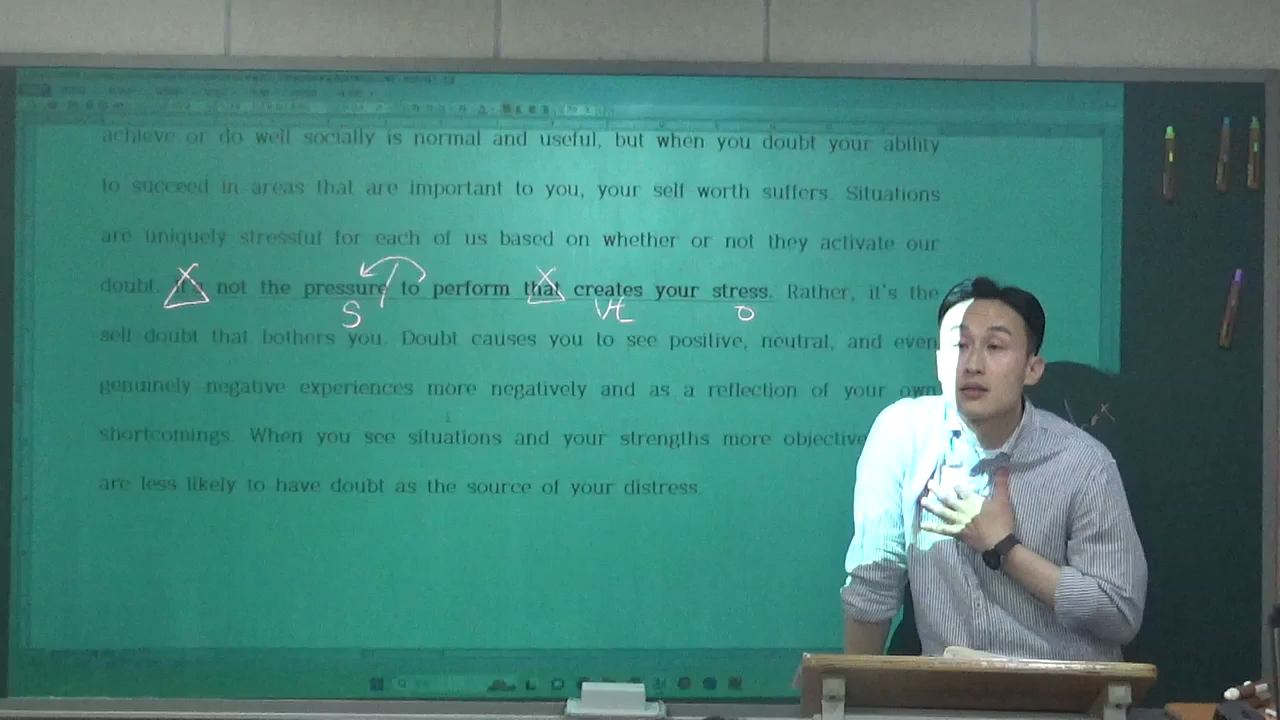 achieve or do well socially is normal and useful, but when you doubt your ability
to succeed in areas that are important to you, your self worth suffers. Situations
are uniquely stressful for each of us based on whether or not they activate our
doubt. It's not the pressure to perform that creates your stress. Rather, it's the
S Vt O
self doubt that bothers you. Doubt causes you to see positive, neutral, and even
genuinely negative experiences more negatively and as a reflection of your own
shortcomings. When you see situations and your strengths more
are less likely to have doubt as the source of your distress.